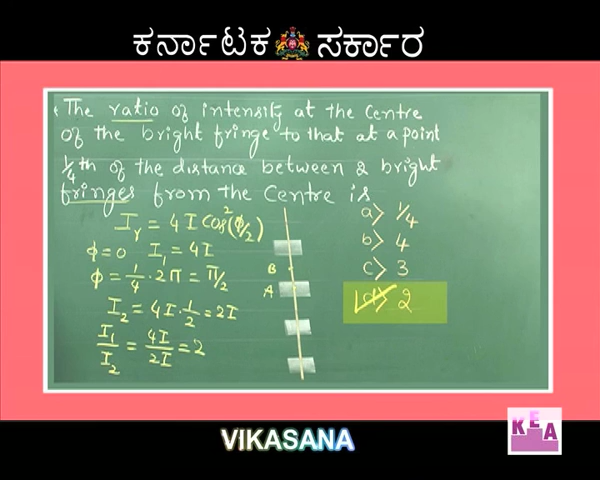 ಕರ್ನಾಟಕ ಸರ್ಕಾರ
The ratio of intensity at the Centre
of the bright fringe to that at a point
1/4th of the distance between 2 bright
fringes from the Centre is
I_r = 4I Cos²(ϕ/2)
ϕ=0 I₁ = 4I
ϕ = 1/4 · 2π = π/2
I₂ = 4I · 1/2 = 2I
I₁/I₂ = 4I/2I = 2
B
A
a> 1/4
b> 4
c> 3
d> 2
VIKASANA
KEA